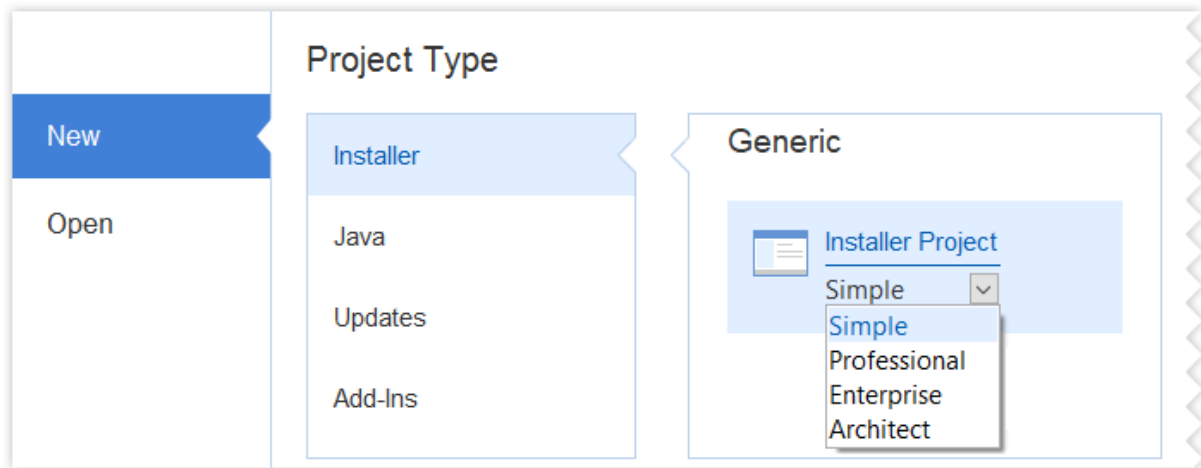 Project Type
New
Open
Installer
Java
Updates
Add-Ins
Generic
Installer Project
Simple
Simple
Professional
Enterprise
Architect